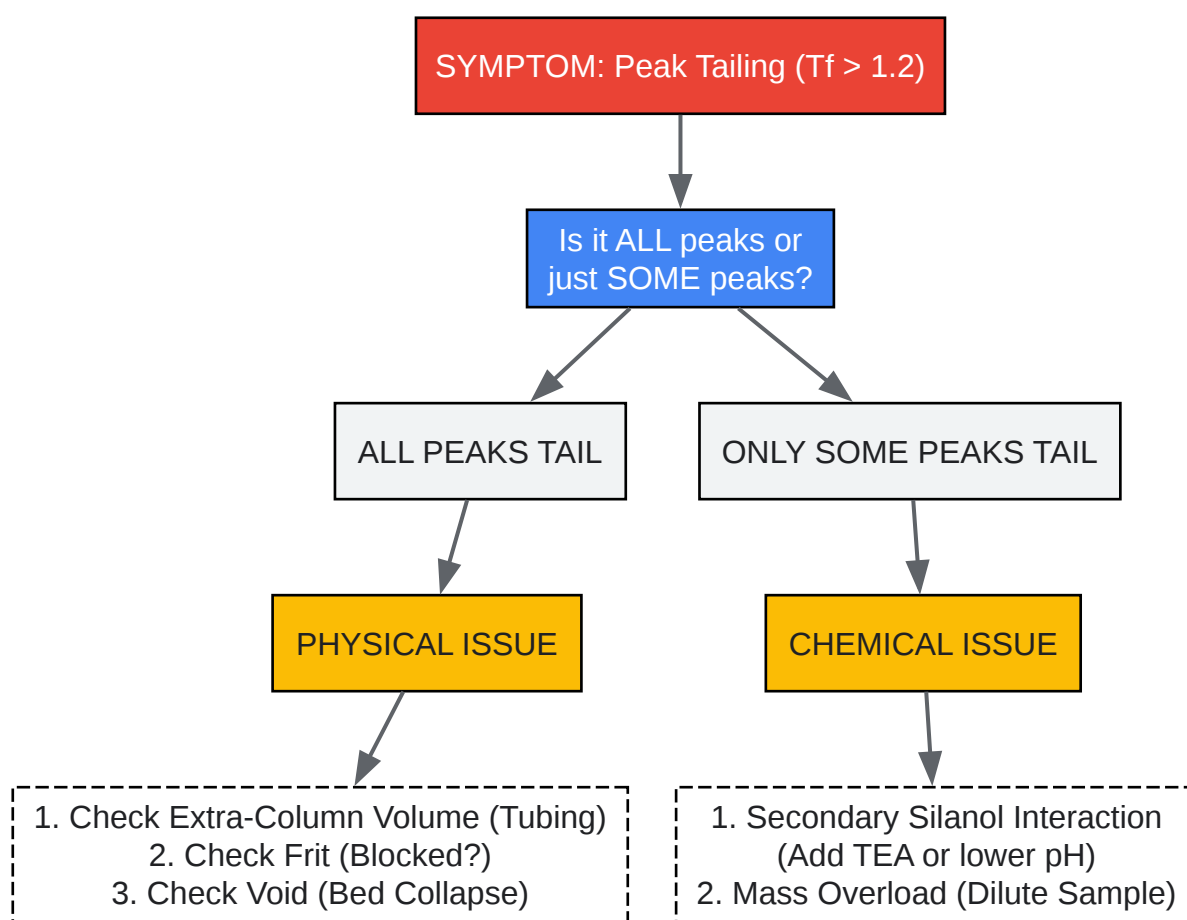 SYMPTOM: Peak Tailing (Tf > 1.2)
Is it ALL peaks or
just SOME peaks?
ALL PEAKS TAIL
ONLY SOME PEAKS TAIL
PHYSICAL ISSUE
CHEMICAL ISSUE
1. Check Extra-Column Volume (Tubing)
2. Check Frit (Blocked?)
3. Check Void (Bed Collapse)
1. Secondary Silanol Interaction
(Add TEA or lower pH)
2. Mass Overload (Dilute Sample)